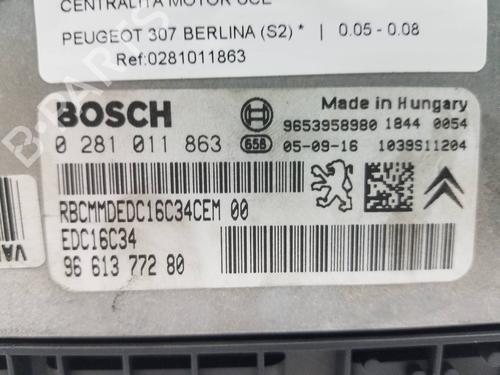 CENTRALITA MOTOR UCE
PEUGEOT 307 BERLINA (S2) * | 0.05 - 0.08
Ref:0281011863
BOSCH
Made in Hungary
9653958980 1844 0054
0 281 011 863 658 05-09-16 1039S11204
RBCMMDEDC16C34CEM 00
EDC16C34
96 613 772 80